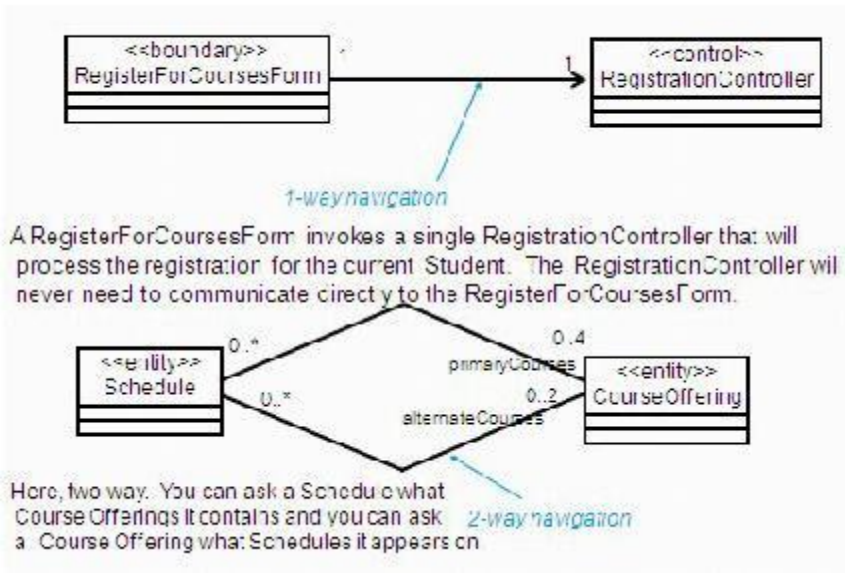 <<boundary>>
RegisterForCoursesForm
1
<<control>>
RegistrationController
1-way navigation
A RegisterForCoursesForm invokes a single RegistrationController that will
process the registration for the current Student. The RegistrationController will
never need to communicate directly to the RegisterForCoursesForm.
0..*
0..4
<<entity>>
Schedule
primaryCourses
<<entity>>
CourseOffering
0..*
0..2
alternateCourses
Here, two way. You can ask a Schedule what
Course Offerings it contains and you can ask
a Course Offering what Schedules it appears on
2-way navigation